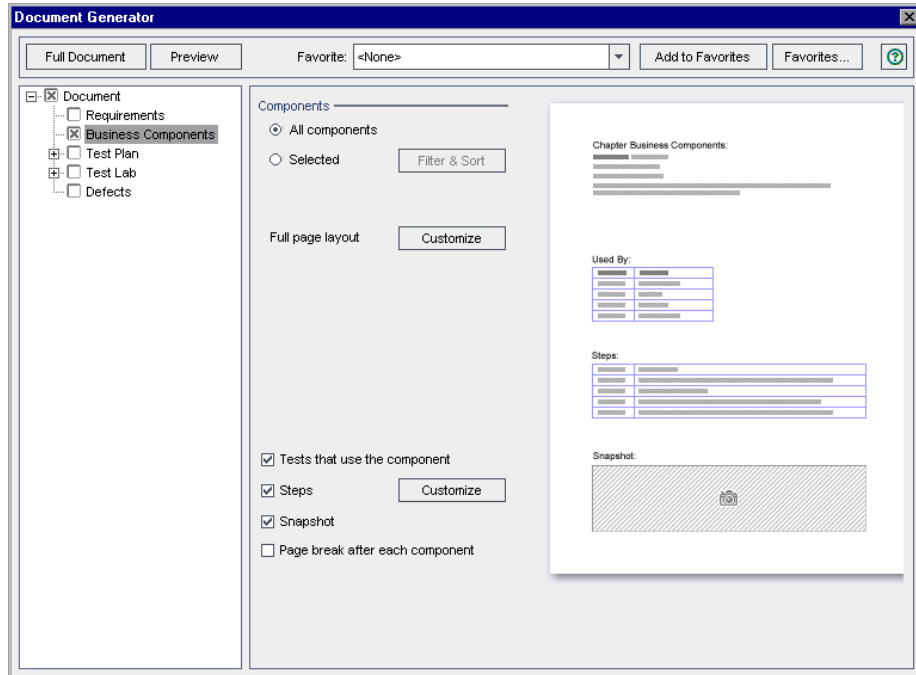 Document Generator
Full Document Preview Favorite: <None> Add to Favorites Favorites...
Document
Requirements
Business Components
Test Plan
Test Lab
Defects
Components
All components
Selected Filter & Sort
Full page layout Customize
Tests that use the component
Steps Customize
Snapshot
Page break after each component
Chapter Business Components:
Used By:
Steps:
Snapshot: